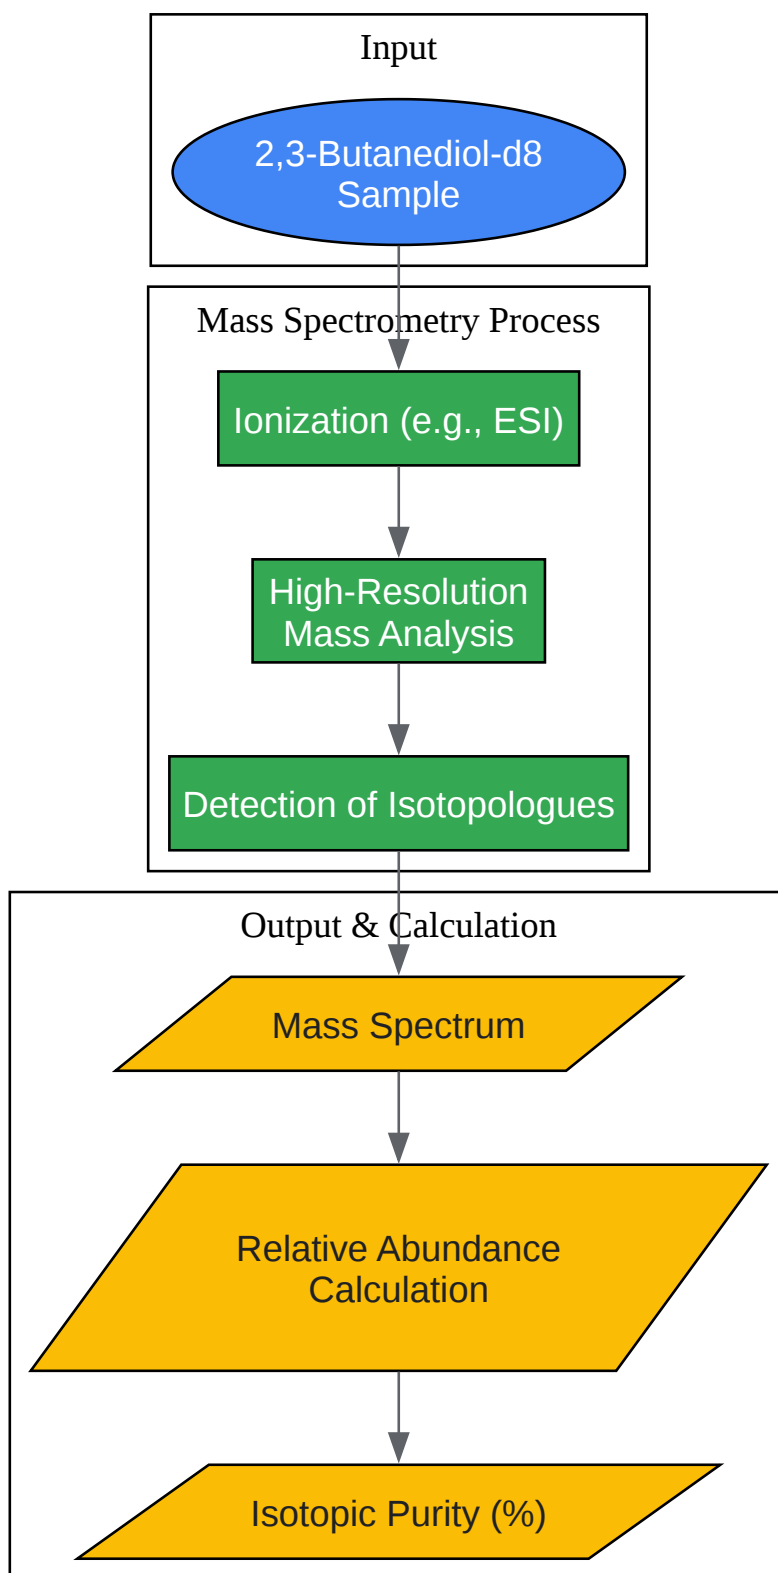 Input
2,3-Butanediol-d8
Sample
Mass Spectrometry Process
Ionization (e.g., ESI)
High-Resolution
Mass Analysis
Detection of Isotopologues
Output & Calculation
Mass Spectrum
Relative Abundance
Calculation
Isotopic Purity (%)